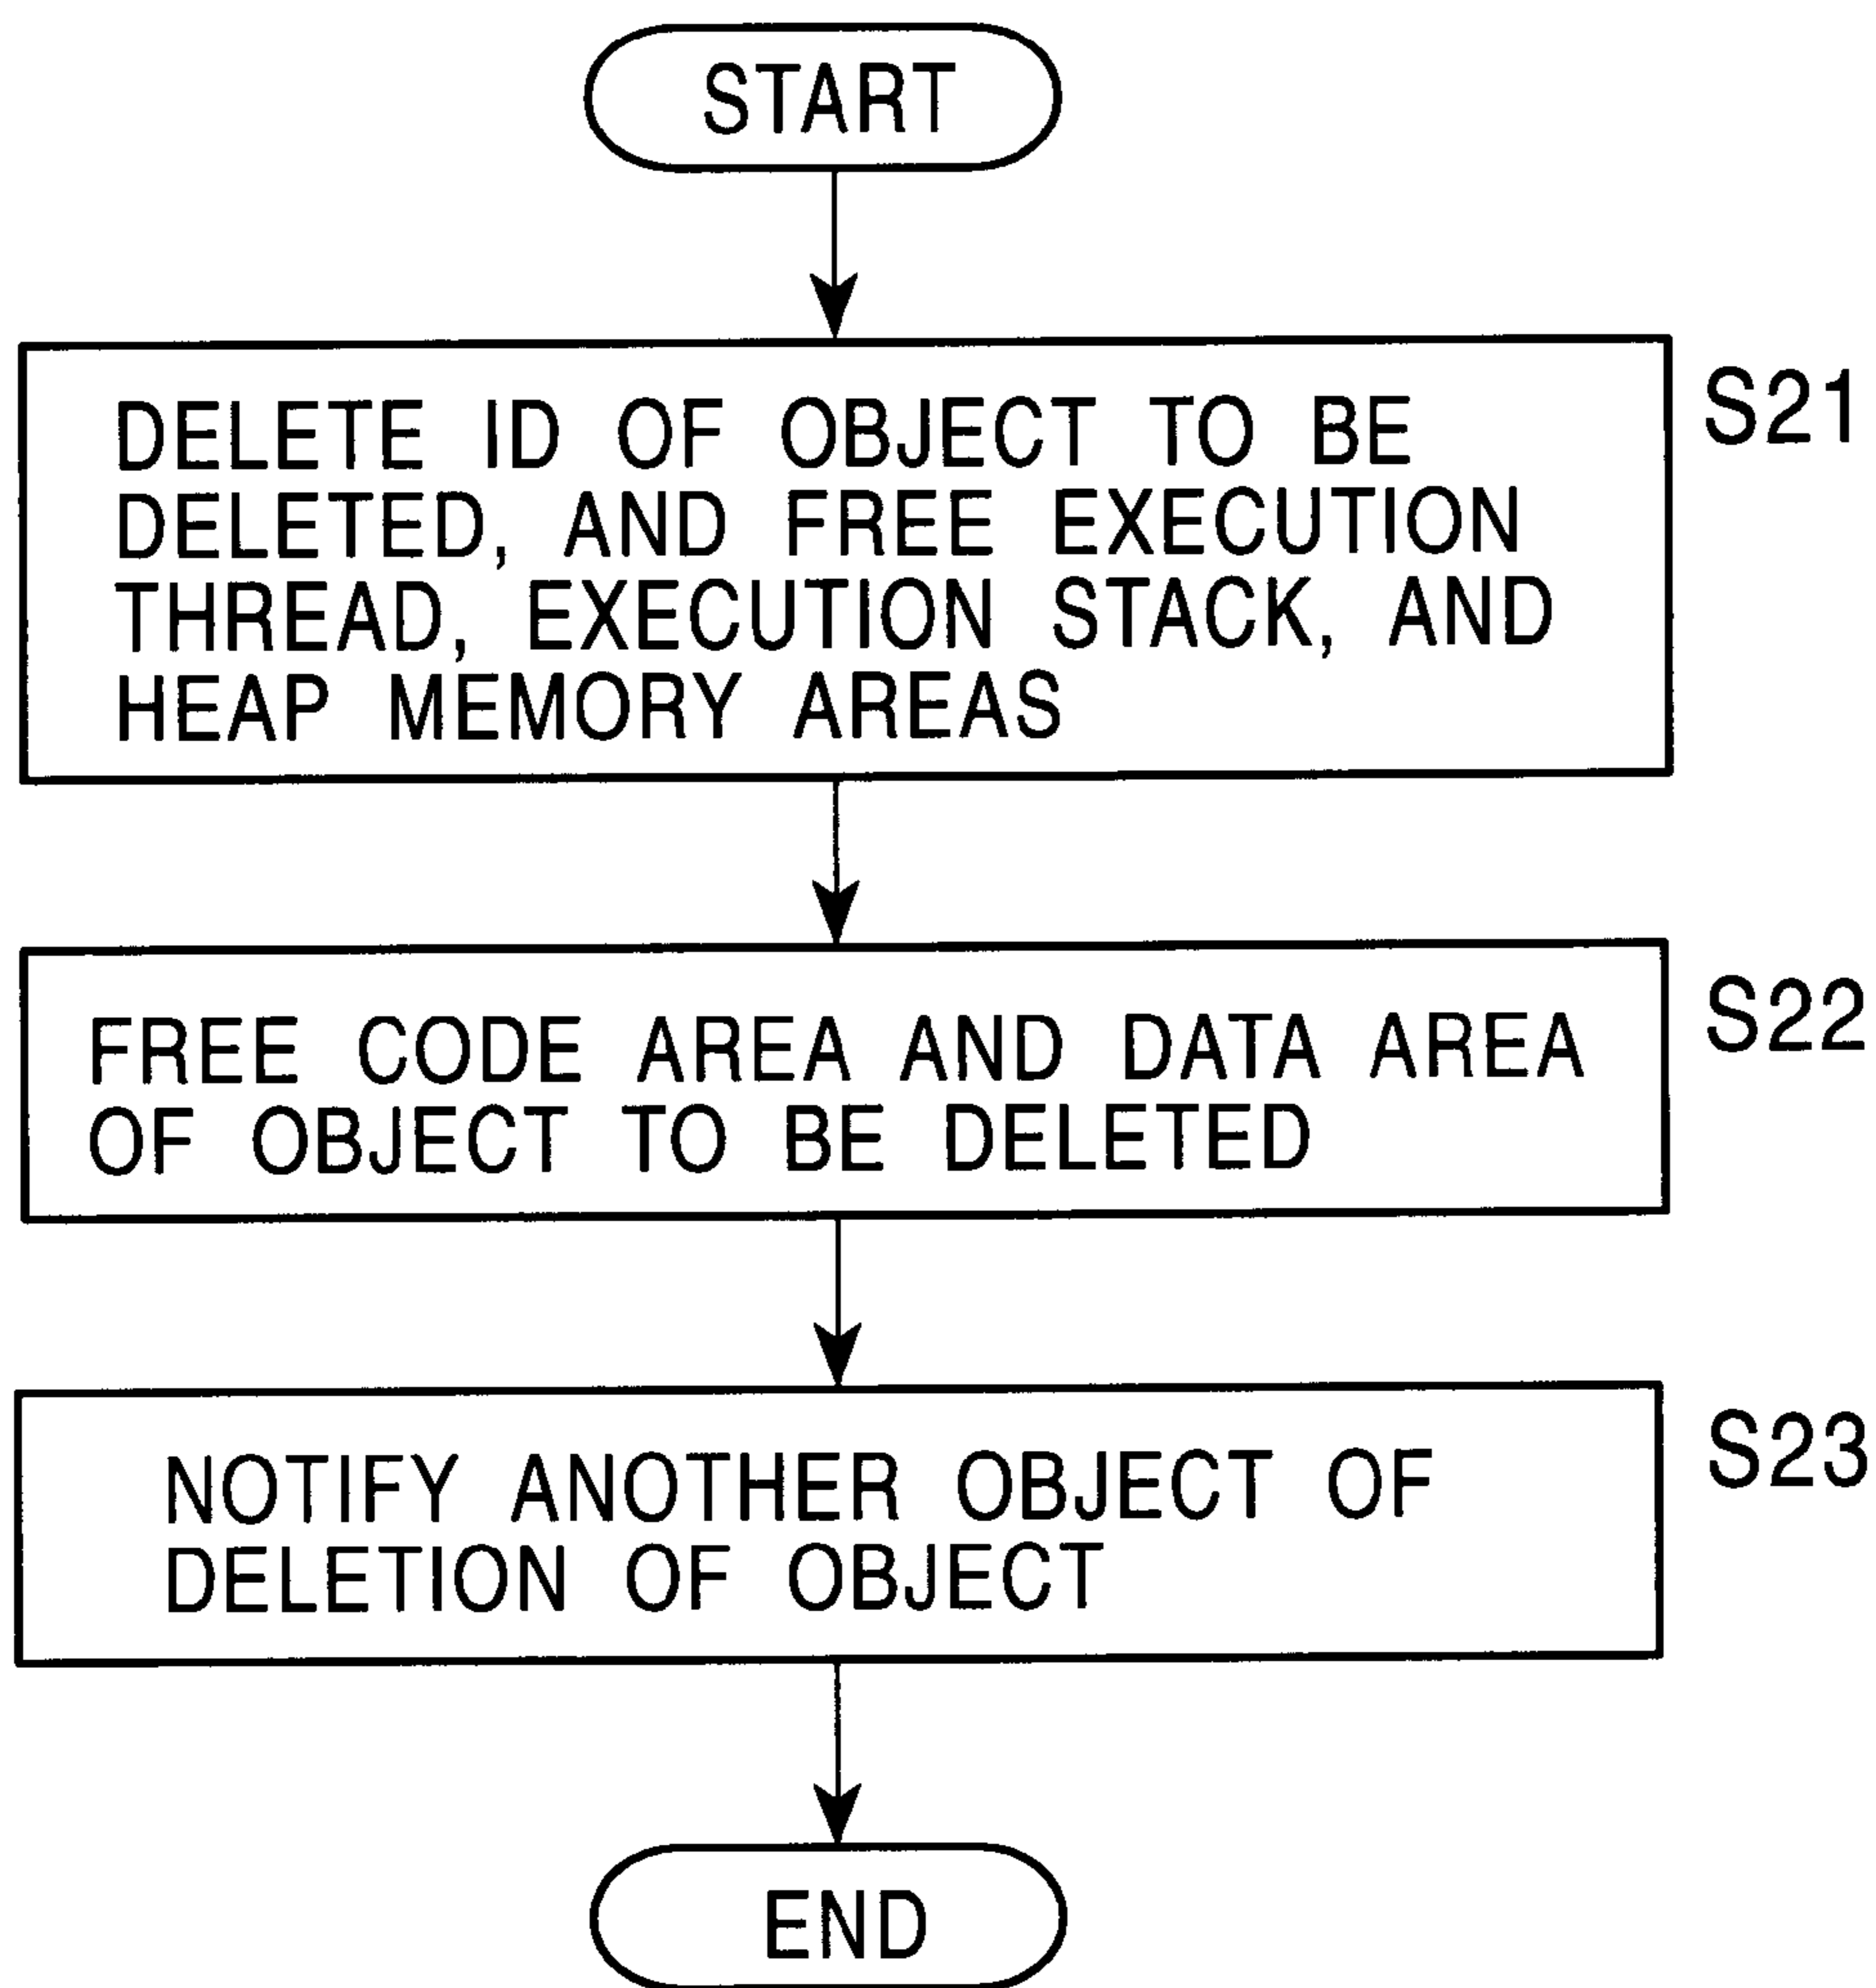 START
DELETE ID OF OBJECT TO BE
DELETED, AND FREE EXECUTION
THREAD, EXECUTION STACK, AND
HEAP MEMORY AREAS
S21
FREE CODE AREA AND DATA AREA
OF OBJECT TO BE DELETED
S22
NOTIFY ANOTHER OBJECT OF
DELETION OF OBJECT
S23
END